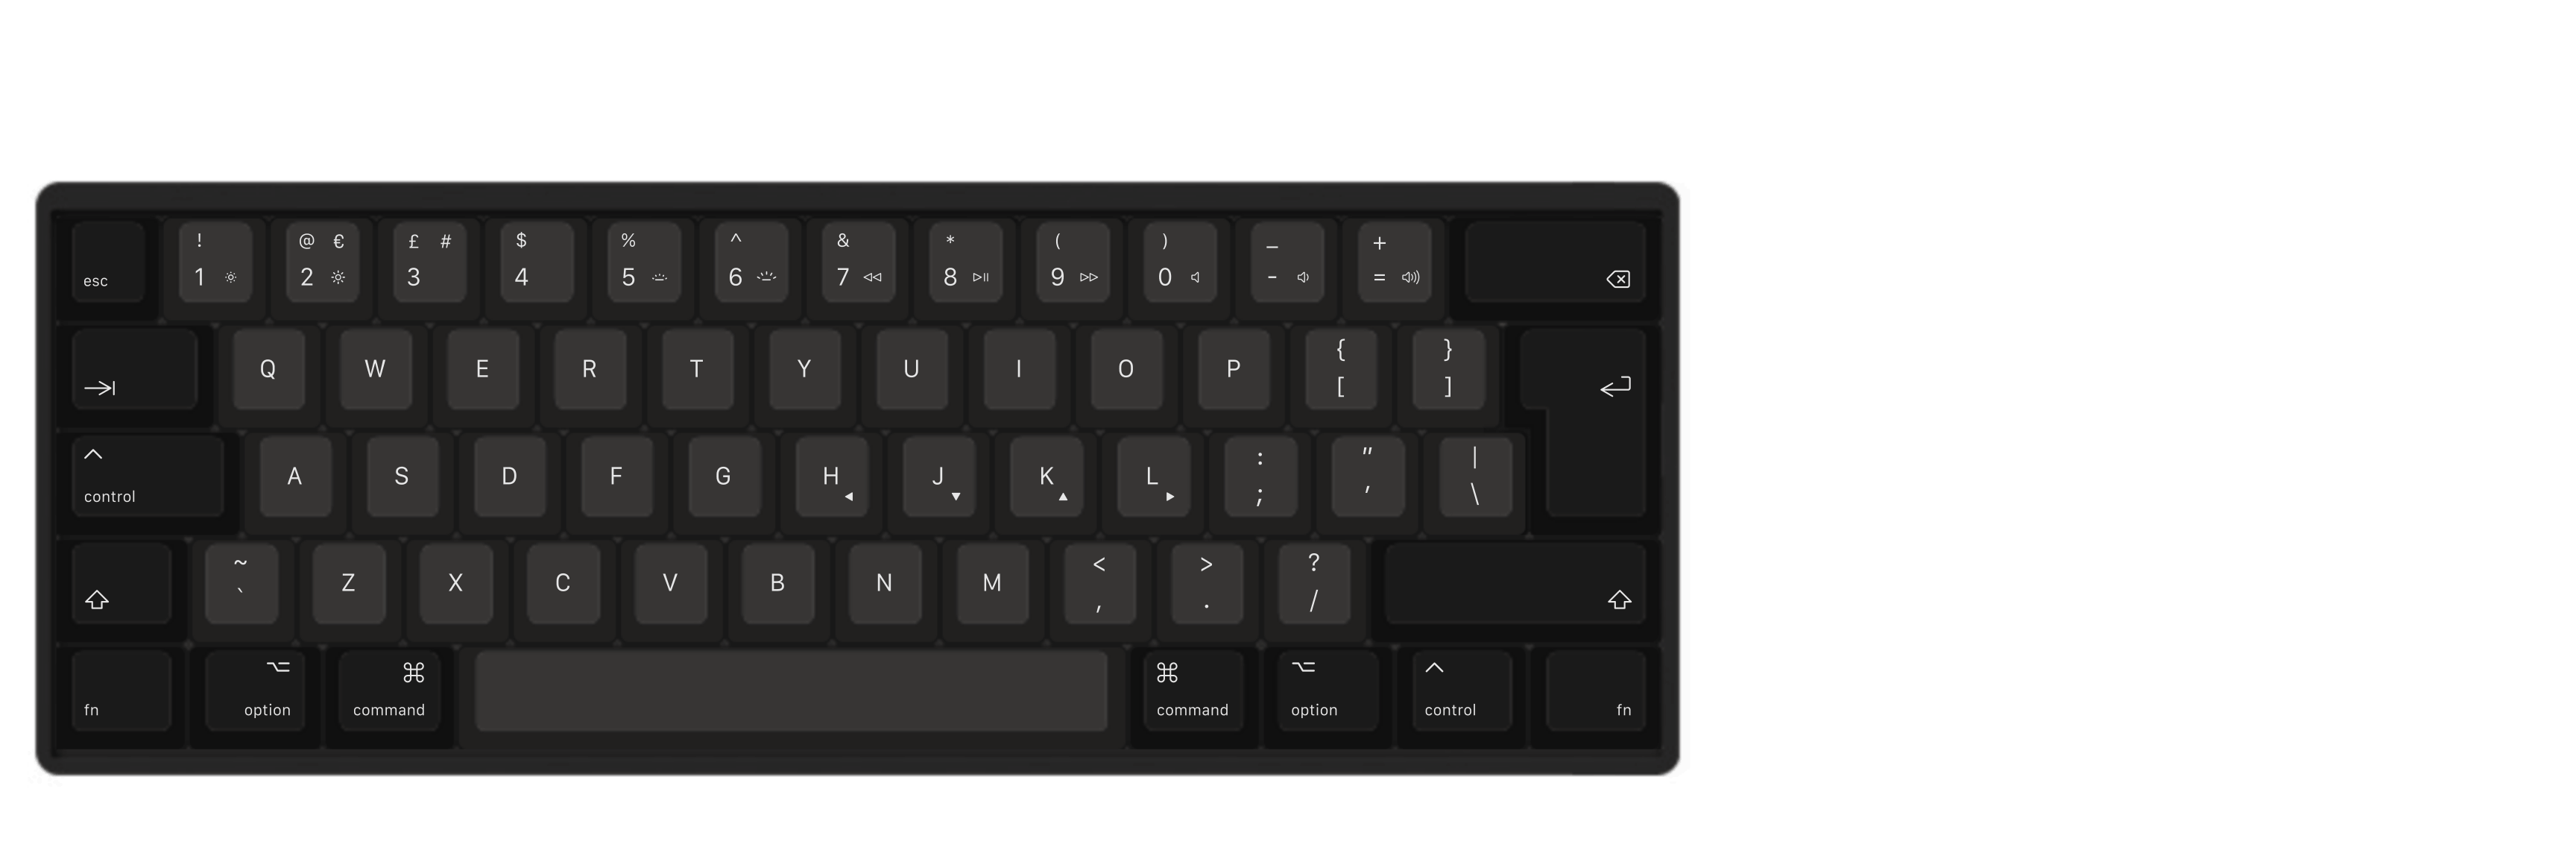 ! @ € £ # $ % ^ & * ( ) _ +
esc 1 2 3 4 5 6 7 8 9 0 - =
Q W E R T Y U I O P { [ } ]
^
control A S D F G H J K L : ; " ' | \
~ ` Z X C V B N M < , > . ? /
⌥ ⌘ ⌘ ⌥ ^
fn option command command option control fn